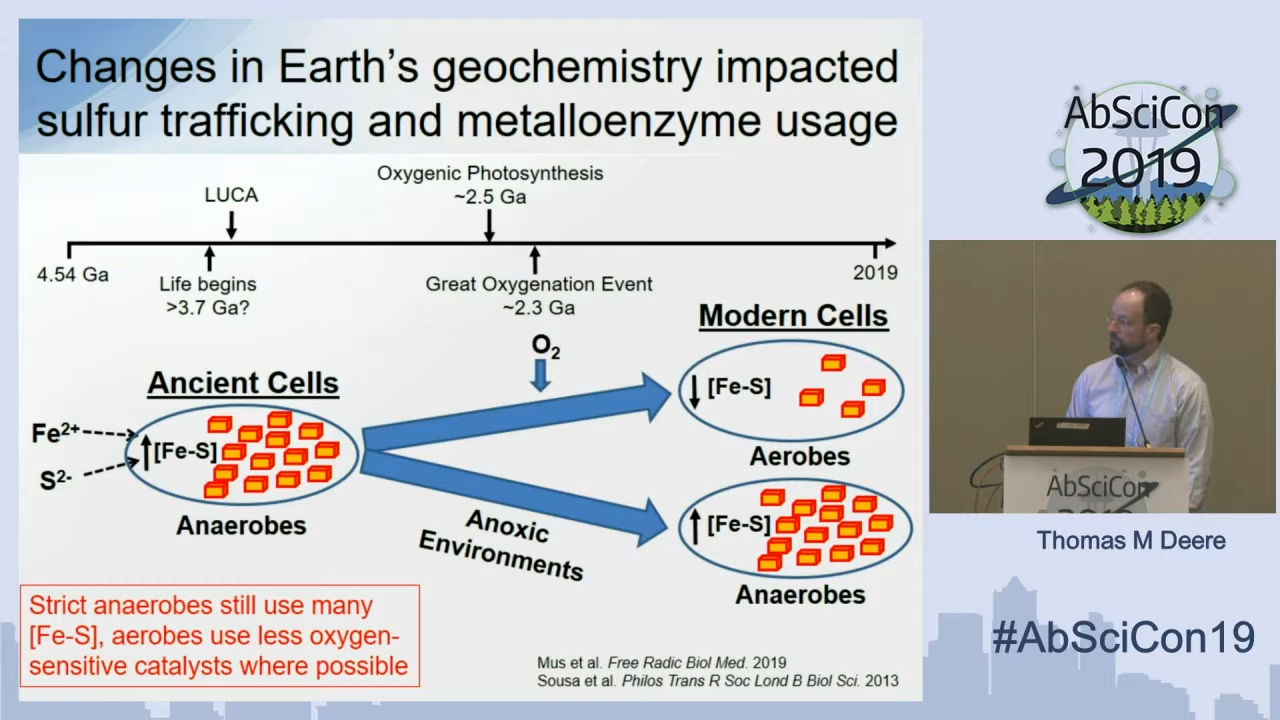 Changes in Earth's geochemistry impacted
sulfur trafficking and metalloenzyme usage
Oxygenic Photosynthesis
~2.5 Ga
LUCA
4.54 Ga
Life begins
>3.7 Ga?
Great Oxygenation Event
~2.3 Ga
2019
O2
Ancient Cells
Fe2+
S2-
[Fe-S]
Anaerobes
Anoxic
Environments
Modern Cells
[Fe-S]
Aerobes
[Fe-S]
Anaerobes
Strict anaerobes still use many
[Fe-S], aerobes use less oxygen-
sensitive catalysts where possible
Mus et al. Free Radic Biol Med. 2019
Sousa et al. Philos Trans R Soc Lond B Biol Sci. 2013
AbSciCon
2019
AbSciCon
Thomas M Deere
#AbSciCon19